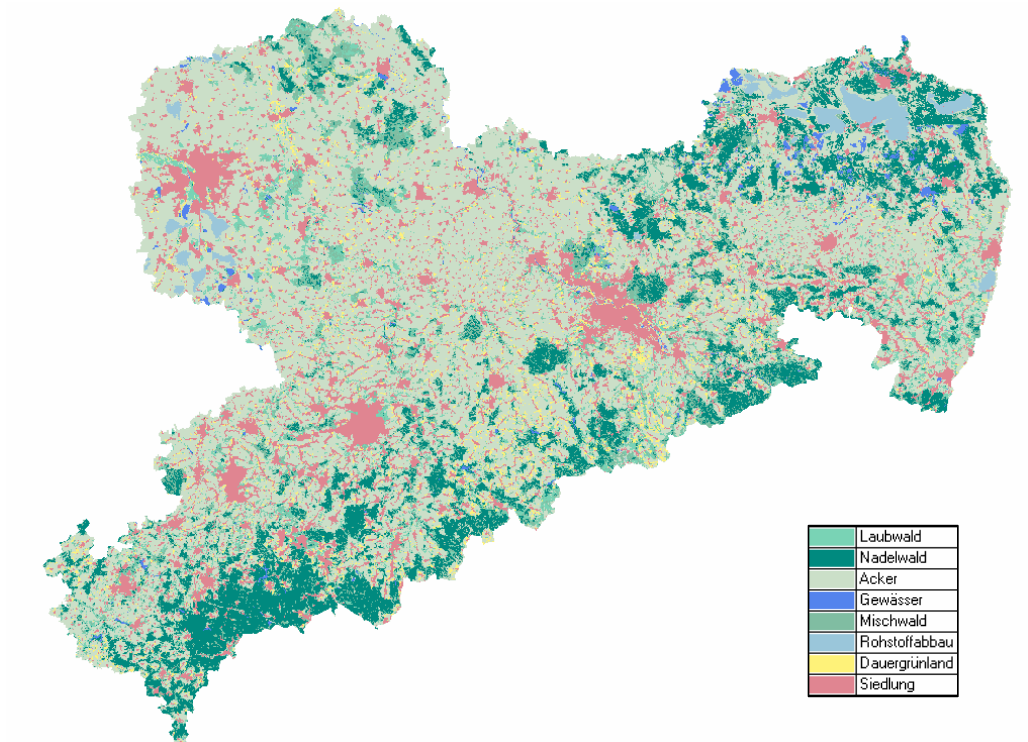 Laubwald
Nadelwald
Acker
Gewässer
Mischwald
Rohstoffabbau
Dauergrünland
Siedlung